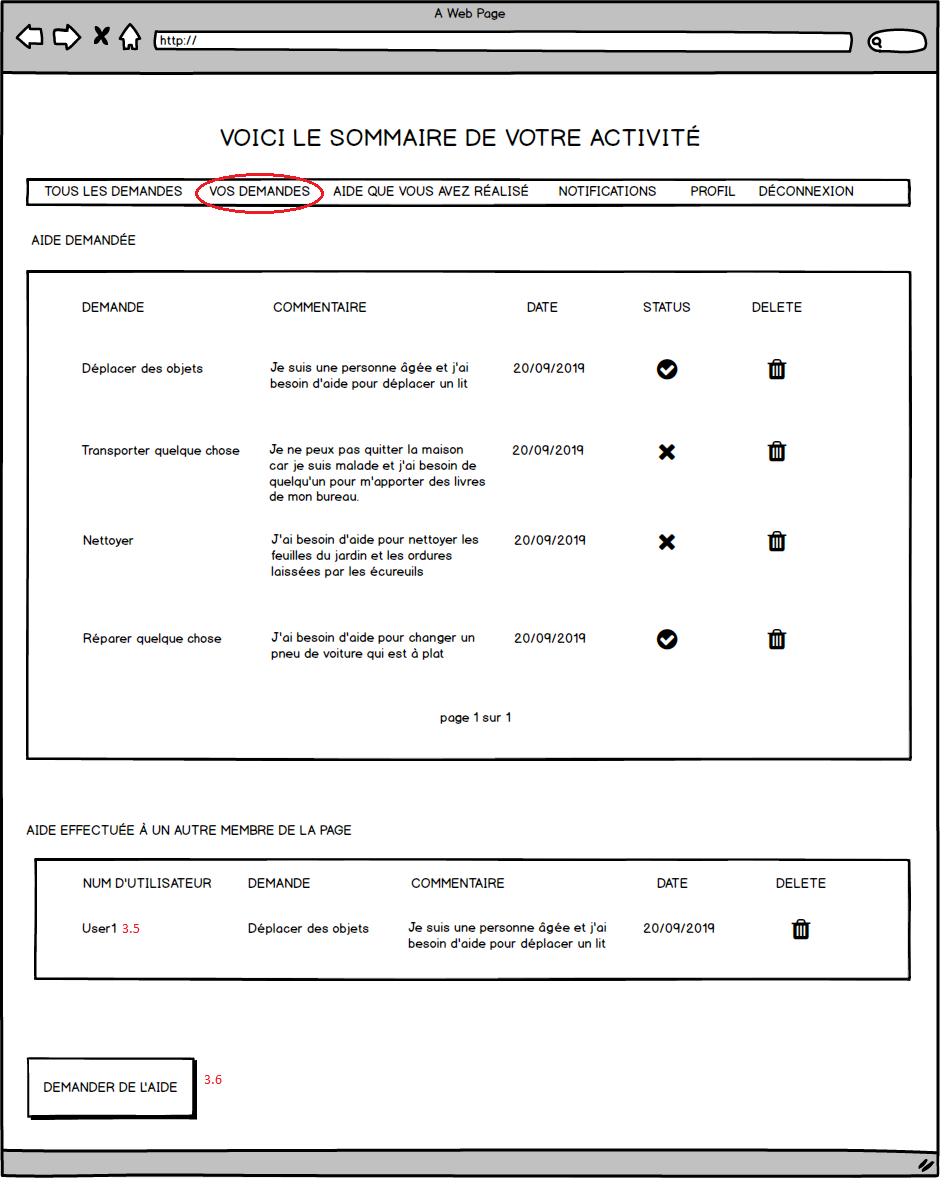 A Web Page
http://
VOICI LE SOMMAIRE DE VOTRE ACTIVITÉ
TOUS LES DEMANDES VOS DEMANDES AIDE QUE VOUS AVEZ RÉALISÉ NOTIFICATIONS PROFIL DÉCONNEXION
AIDE DEMANDÉE
DEMANDE COMMENTAIRE DATE STATUS DELETE
Déplacer des objets Je suis une personne âgée et j'ai 20/09/2019
besoin d'aide pour déplacer un lit
Transporter quelque chose Je ne peux pas quitter la maison 20/09/2019
car je suis malade et j'ai besoin de
quelqu'un pour m'apporter des livres
de mon bureau.
Nettoyer J'ai besoin d'aide pour nettoyer les 20/09/2019
feuilles du jardin et les ordures
laissées par les écureuils
Réparer quelque chose J'ai besoin d'aide pour changer un 20/09/2019
pneu de voiture qui est à plat
page 1 sur 1
AIDE EFFECTUÉE À UN AUTRE MEMBRE DE LA PAGE
NUM D'UTILISATEUR DEMANDE COMMENTAIRE DATE DELETE
User1 3.5 Déplacer des objets Je suis une personne âgée et j'ai 20/09/2019
besoin d'aide pour déplacer un lit
DEMANDER DE L'AIDE 3.6